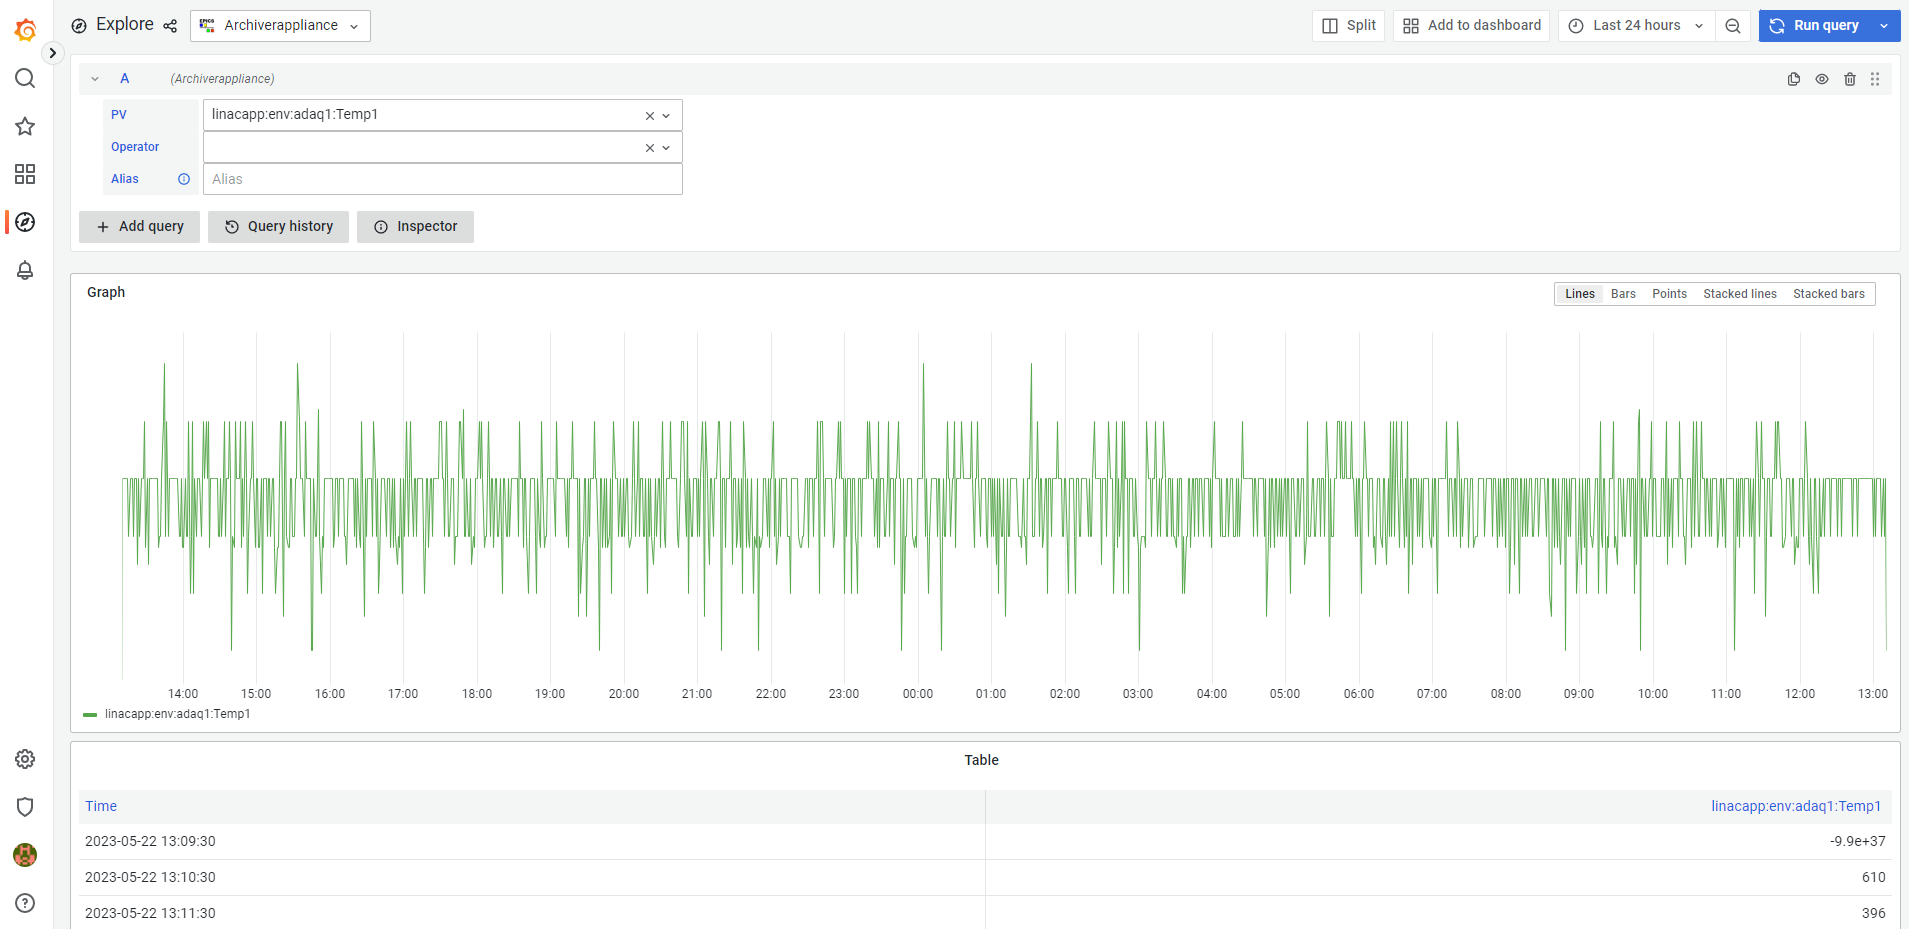 Explore
EPICS
Archiverappliance
Split
Add to dashboard
Last 24 hours
Run query
A (Archiverappliance)
PV linacapp:env:adaq1:Temp1
Operator
Alias Alias
Add query
Query history
Inspector
Graph
Lines Bars Points Stacked lines Stacked bars
14:00 15:00 16:00 17:00 18:00 19:00 20:00 21:00 22:00 23:00 00:00 01:00 02:00 03:00 04:00 05:00 06:00 07:00 08:00 09:00 10:00 11:00 12:00 13:00
linacapp:env:adaq1:Temp1
Table
Time linacapp:env:adaq1:Temp1
2023-05-22 13:09:30 -9.9e+37
2023-05-22 13:10:30 610
2023-05-22 13:11:30 396